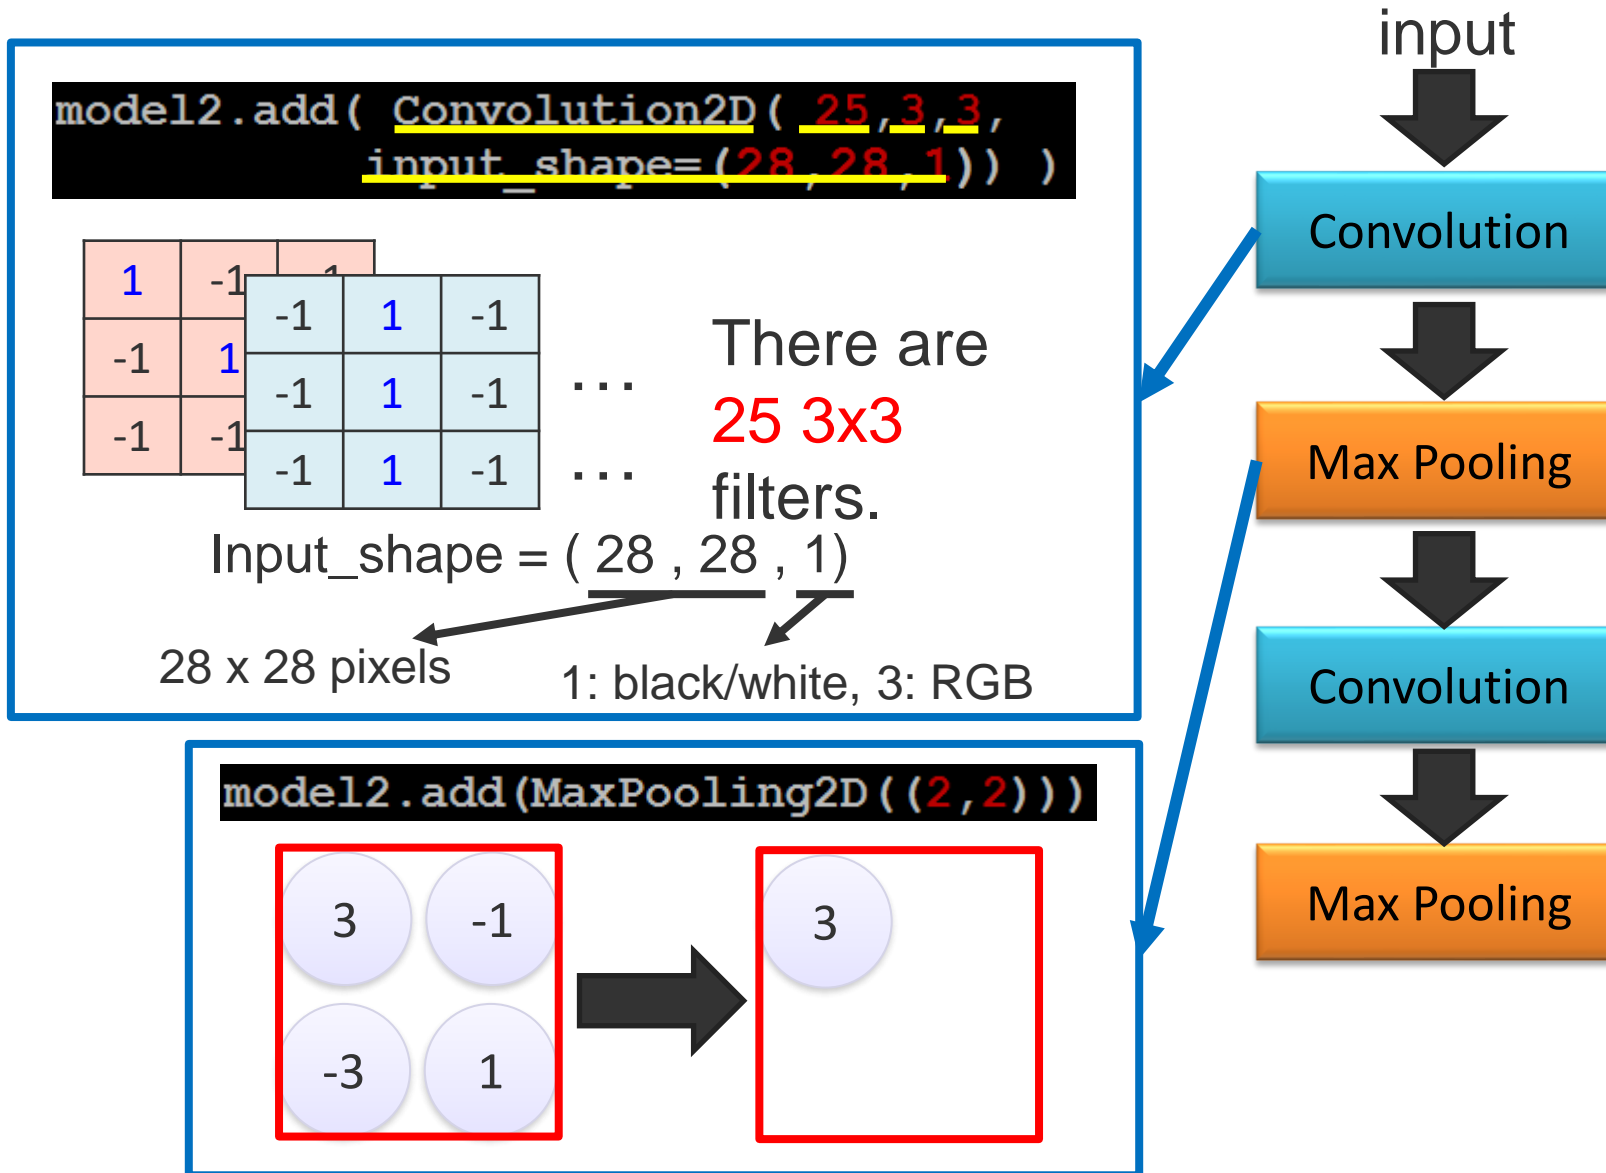 input
model2.add( Convolution2D( 25,3,3,
input_shape=(28,28,1)) )
Convolution
1 -1 -1
-1 1
-1 -1
-1 1 -1
-1 1 -1
-1 1 -1
…
…
There are
25 3x3
filters.
Input_shape = ( 28 , 28 , 1)
28 x 28 pixels
1: black/white, 3: RGB
Max Pooling
Convolution
model2.add(MaxPooling2D((2,2)))
3 -1
-3 1
3
Max Pooling